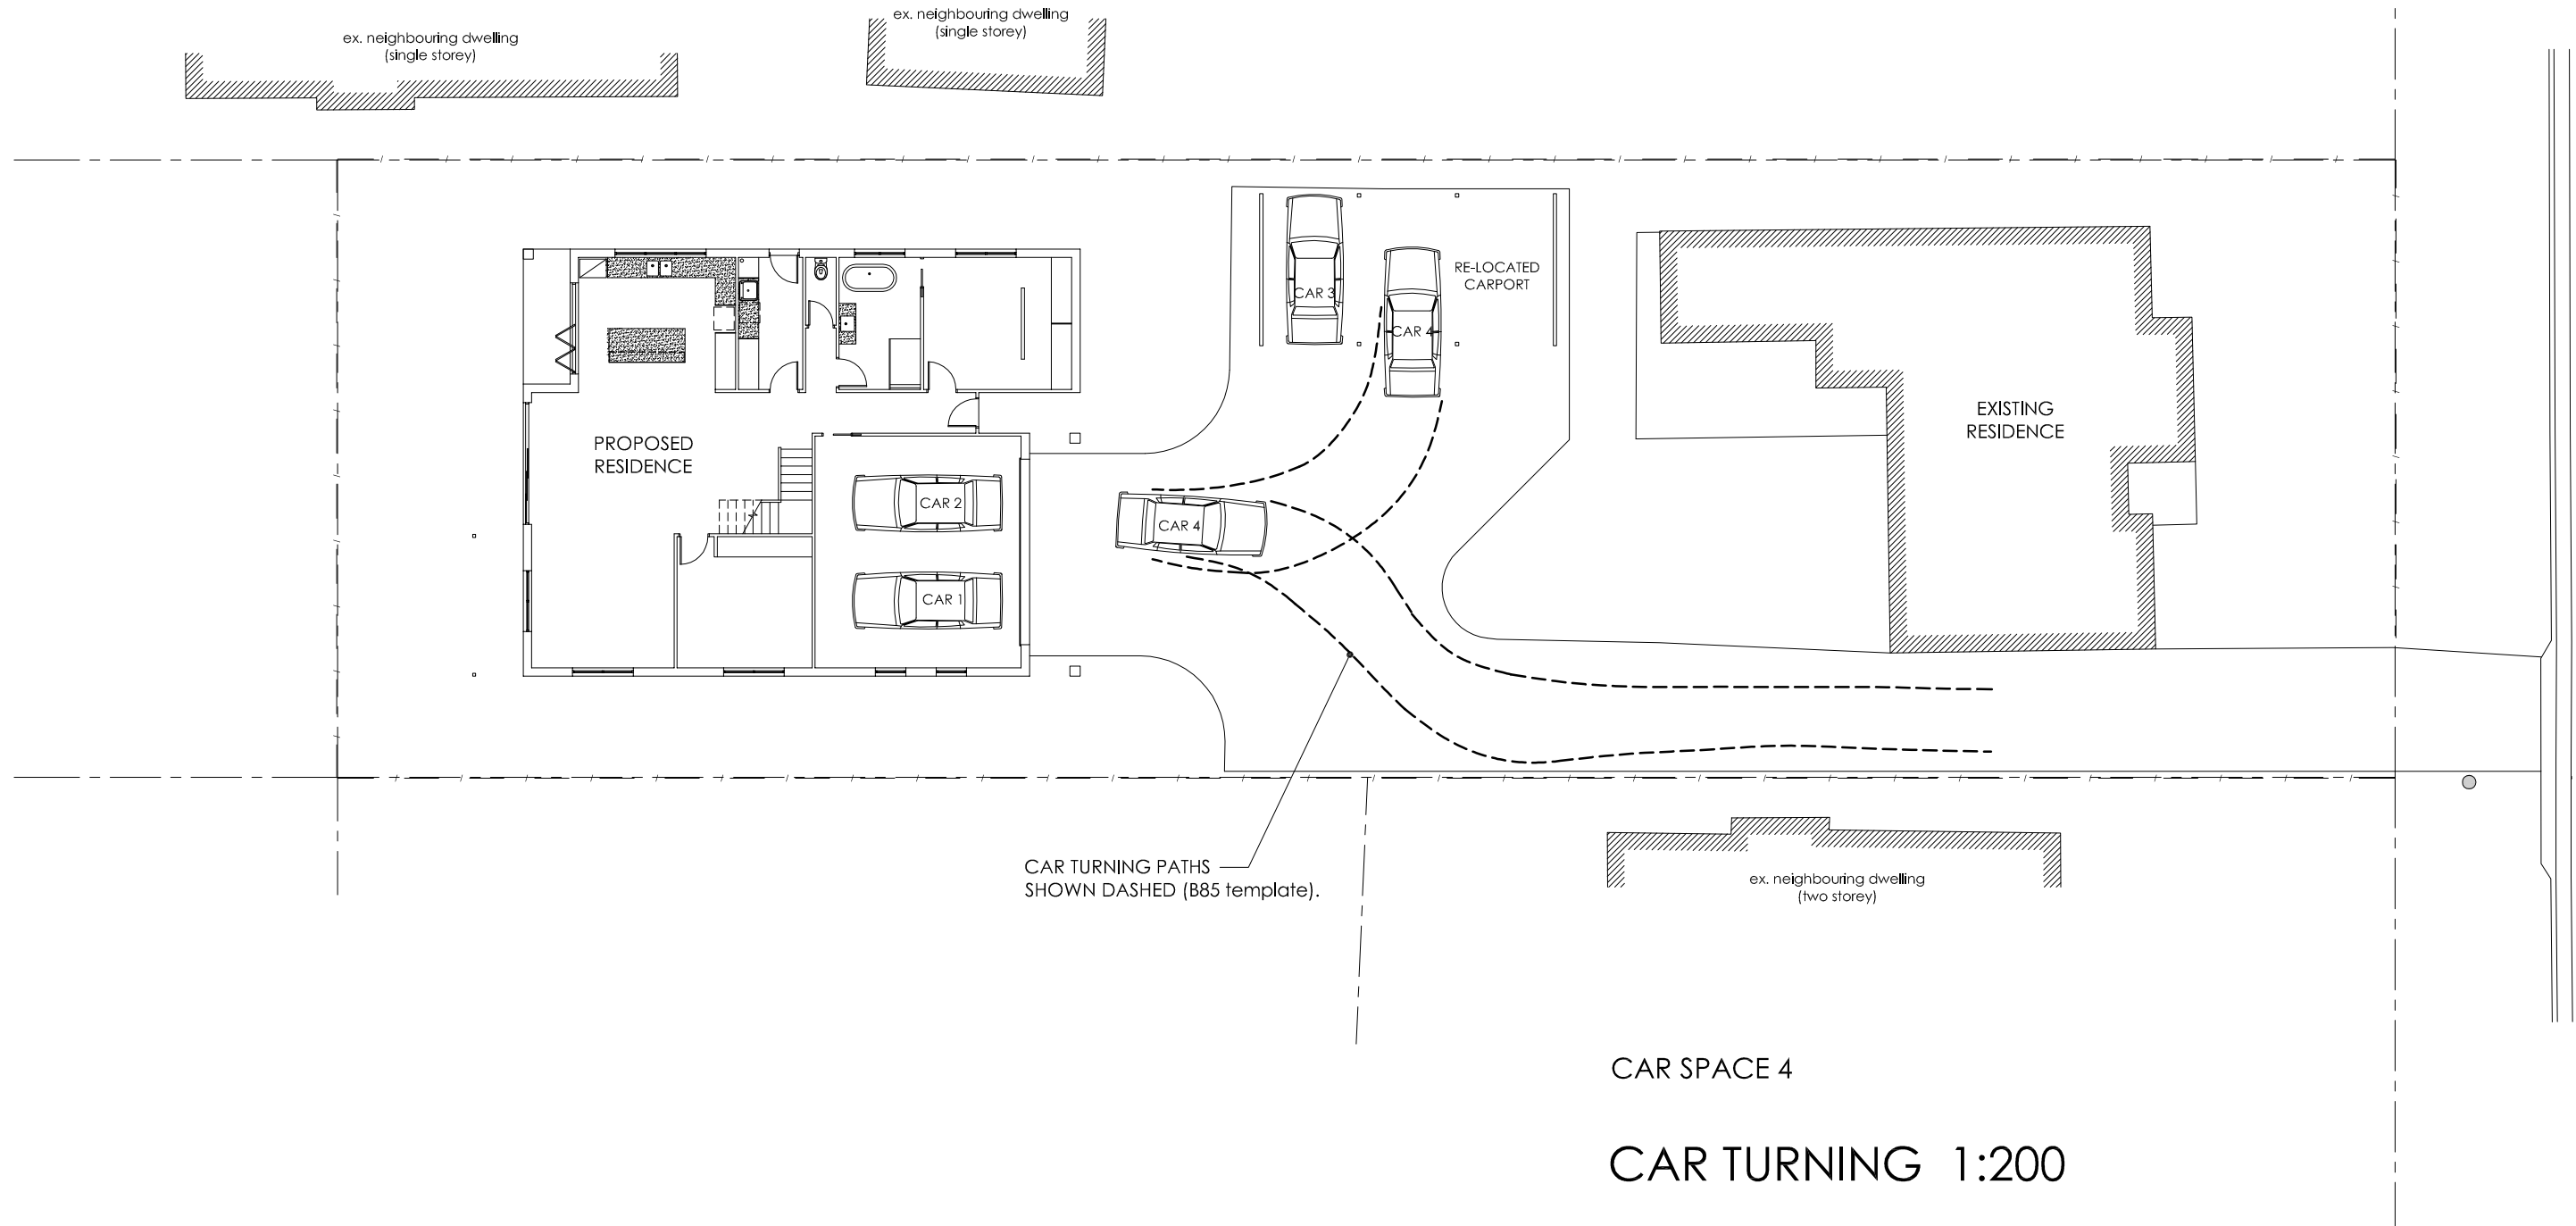 ex. neighbouring dwelling
(single storey)
ex. neighbouring dwelling
(single storey)
RE-LOCATED
CARPORT
CAR 3
CAR 4
EXISTING
RESIDENCE
PROPOSED
RESIDENCE
CAR 2
CAR 4
CAR 1
CAR TURNING PATHS
SHOWN DASHED (B85 template).
ex. neighbouring dwelling
(two storey)
CAR SPACE 4
CAR TURNING 1:200